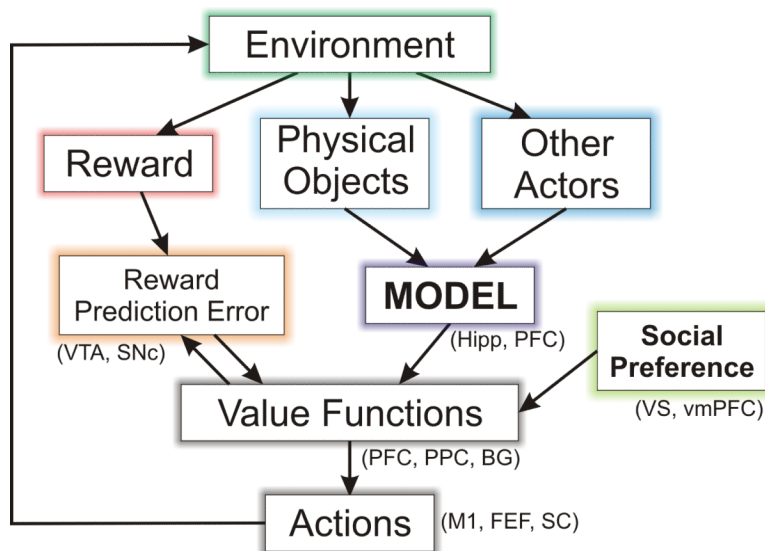 Environment
Reward
Physical
Objects
Other
Actors
Reward
Prediction Error
(VTA, SNc)
MODEL
(Hipp, PFC)
Social
Preference
(VS, vmPFC)
Value Functions
(PFC, PPC, BG)
Actions
(M1, FEF, SC)